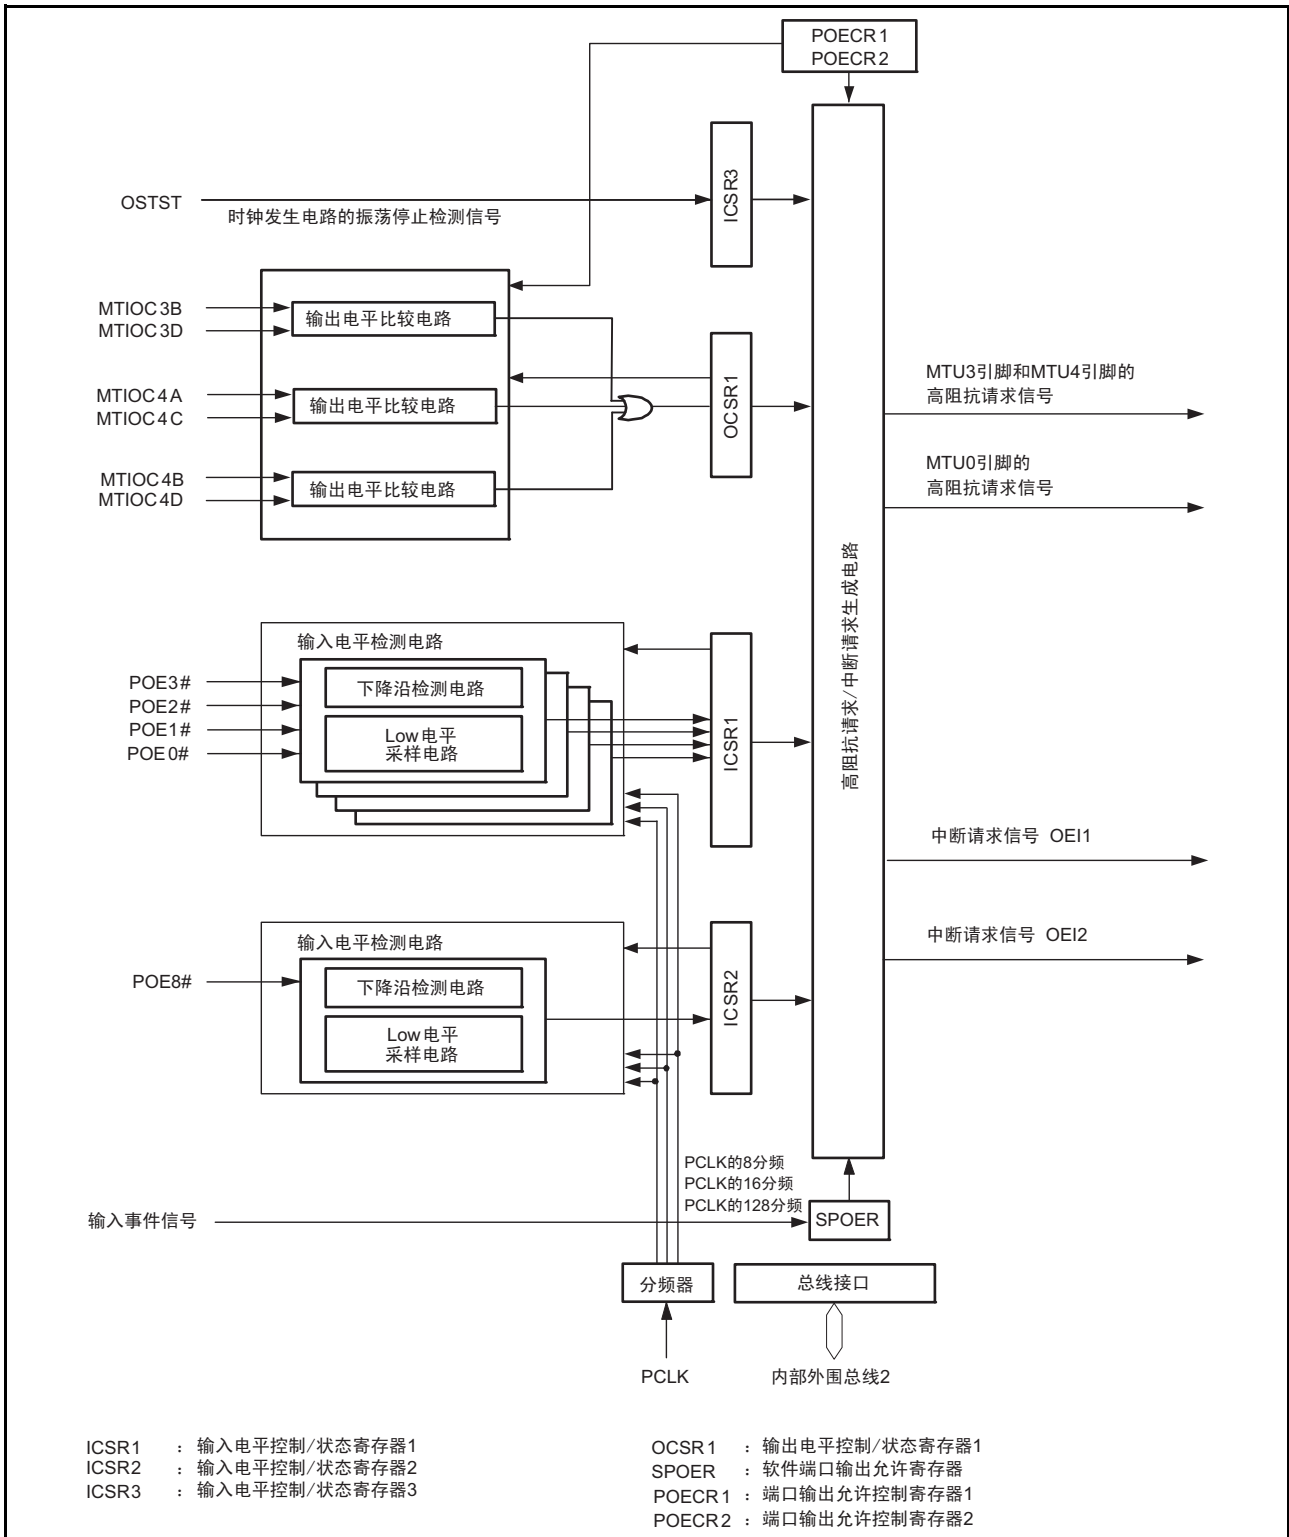 POECR1
POECR2
ICSR3
OSTST
时钟发生电路的振荡停止检测信号
MTIOC3B
MTIOC3D
输出电平比较电路
MTIOC4A
MTIOC4C
输出电平比较电路
MTIOC4B
MTIOC4D
输出电平比较电路
OCSR1
MTU3引脚和MTU4引脚的
高阻抗请求信号
MTU0引脚的
高阻抗请求信号
高阻抗请求/中断请求生成电路
输入电平检测电路
POE3#
POE2#
POE1#
POE0#
下降沿检测电路
Low电平
采样电路
ICSR1
中断请求信号 OEI1
输入电平检测电路
POE8#
下降沿检测电路
Low电平
采样电路
ICSR2
中断请求信号 OEI2
PCLK的8分频
PCLK的16分频
PCLK的128分频
输入事件信号
SPOER
分频器
总线接口
PCLK
内部外围总线2
ICSR1 : 输入电平控制/状态寄存器1
ICSR2 : 输入电平控制/状态寄存器2
ICSR3 : 输入电平控制/状态寄存器3
OCSR1 : 输出电平控制/状态寄存器1
SPOER : 软件端口输出允许寄存器
POECR1 : 端口输出允许控制寄存器1
POECR2 : 端口输出允许控制寄存器2